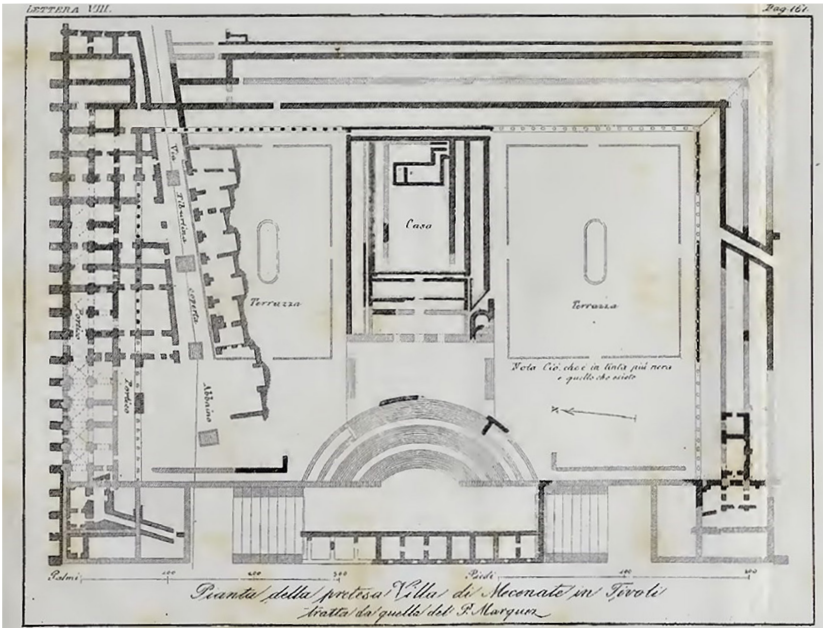 LETTERA VIII.
Pag. 167.
Via Tiburtina coperta
Casa
Terrazza
Terrazza
Nota Ciò, che è in tinta più nera
è quello che esiste
Portico
Portico
Abbaino
Palmi 100 200 300
Piedi 100 200
Pianta della pretesa Villa di Mecenate in Tivoli
tratta da quella del P. Marquez